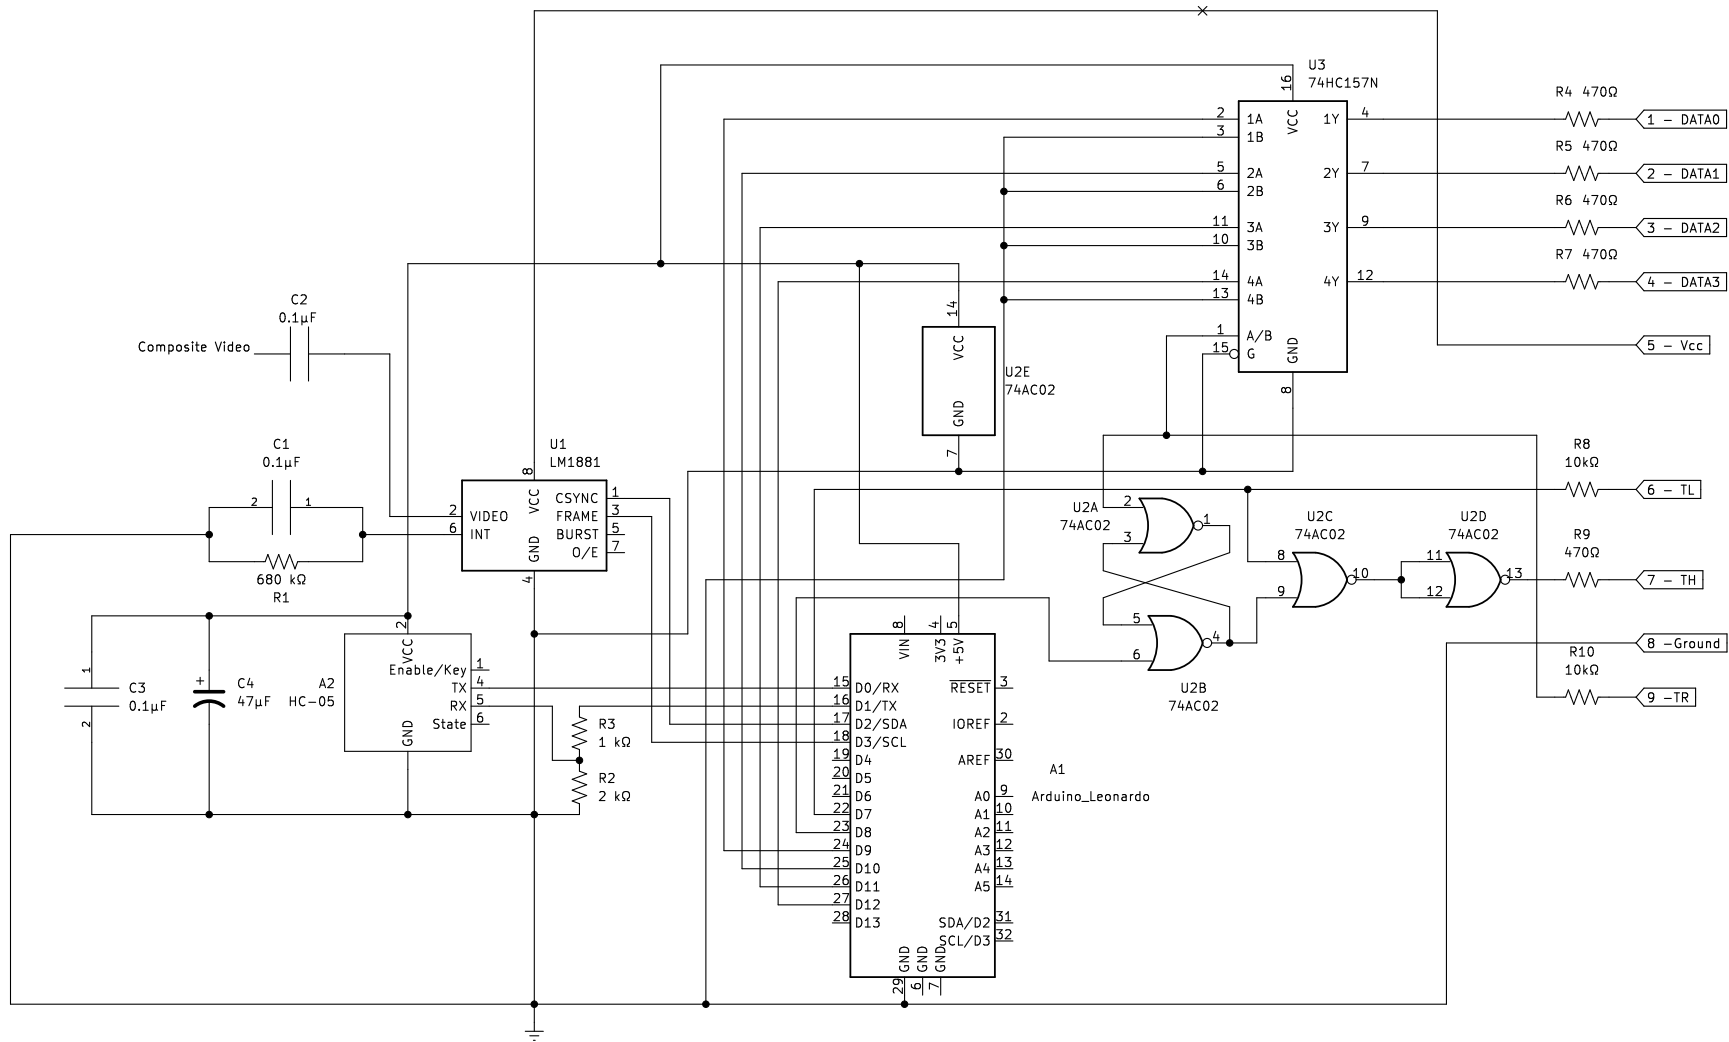 U3
74HC157N
16
VCC
R4 470Ω
2 1A 1Y 4
1 - DATA0
3 1B
R5 470Ω
5 2A 2Y 7
2 - DATA1
6 2B
R6 470Ω
11 3A 3Y 9
3 - DATA2
10 3B
R7 470Ω
14 4A 4Y 12
4 - DATA3
13 4B
1 A/B
15 G
GND
8
5 - Vcc
C2
0.1µF
Composite Video
14
VCC
U2E
74AC02
GND
7
C1
0.1µF
2 1
680 kΩ
R1
U1
LM1881
8
VCC
CSYNC 1
2 VIDEO FRAME 3
6 INT BURST 5
O/E 7
GND
4
R8
10kΩ
6 - TL
U2A
74AC02
2
3
1
U2C
74AC02
8
9
10
U2D
74AC02
11
12
13
R9
470Ω
7 - TH
5
6
4
U2B
74AC02
8 -Ground
R10
10kΩ
9 -TR
1
C3
0.1µF
2
+
C4
47µF
A2
HC-05
2
VCC
Enable/Key 1
TX 4
RX 5
State 6
GND
R3
1 kΩ
R2
2 kΩ
8 4 5
VIN 3V3 +5V
15 D0/RX RESET 3
16 D1/TX
17 D2/SDA IOREF 2
18 D3/SCL
19 D4 AREF 30
20 D5
21 D6 A0 9
22 D7 A1 10
23 D8 A2 11
24 D9 A3 12
25 D10 A4 13
26 D11 A5 14
27 D12
28 D13 SDA/D2 31
SCL/D3 32
GND GND GND
29 6 7
A1
Arduino_Leonardo